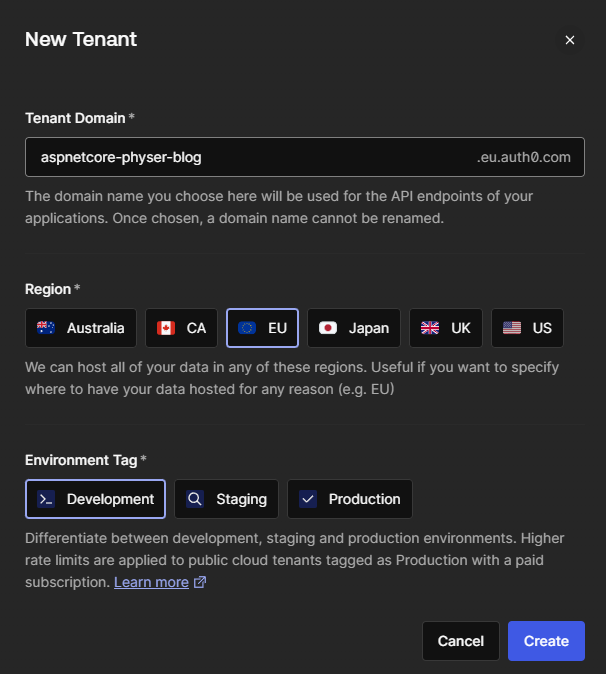 New Tenant
Tenant Domain *
aspnetcore-physer-blog .eu.auth0.com
The domain name you choose here will be used for the API endpoints of your
applications. Once chosen, a domain name cannot be renamed.
Region *
Australia CA EU Japan UK US
We can host all of your data in any of these regions. Useful if you want to specify
where to have your data hosted for any reason (e.g. EU)
Environment Tag *
Development Staging Production
Differentiate between development, staging and production environments. Higher
rate limits are applied to public cloud tenants tagged as Production with a paid
subscription. Learn more
Cancel Create